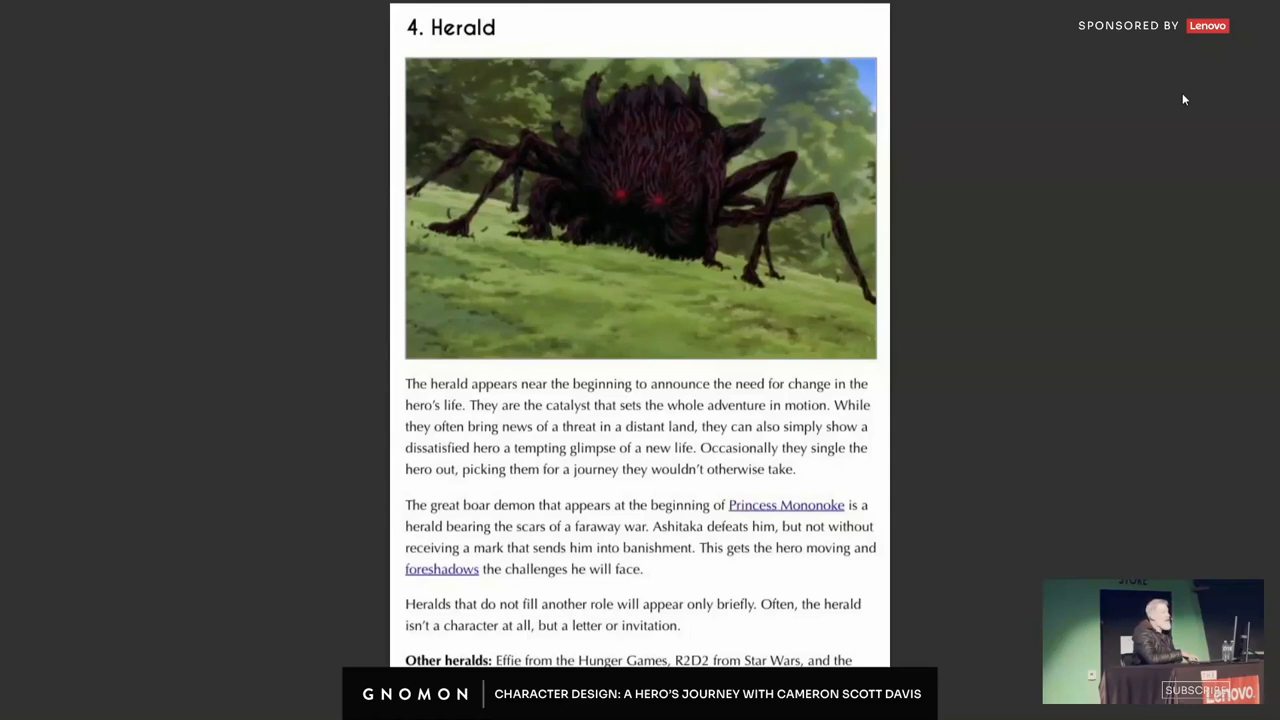 4. Herald
SPONSORED BY Lenovo
The herald appears near the beginning to announce the need for change in the
hero's life. They are the catalyst that sets the whole adventure in motion. While
they often bring news of a threat in a distant land, they can also simply show a
dissatisfied hero a tempting glimpse of a new life. Occasionally they single the
hero out, picking them for a journey they wouldn't otherwise take.
The great boar demon that appears at the beginning of Princess Mononoke is a
herald bearing the scars of a faraway war. Ashitaka defeats him, but not without
receiving a mark that sends him into banishment. This gets the hero moving and
foreshadows the challenges he will face.
Heralds that do not fill another role will appear only briefly. Often, the herald
isn't a character at all, but a letter or invitation.
Other heralds: Effie from the Hunger Games, R2D2 from Star Wars, and the
GNOMON | CHARACTER DESIGN: A HERO'S JOURNEY WITH CAMERON SCOTT DAVIS
SUBSCRIBE
Lenovo.